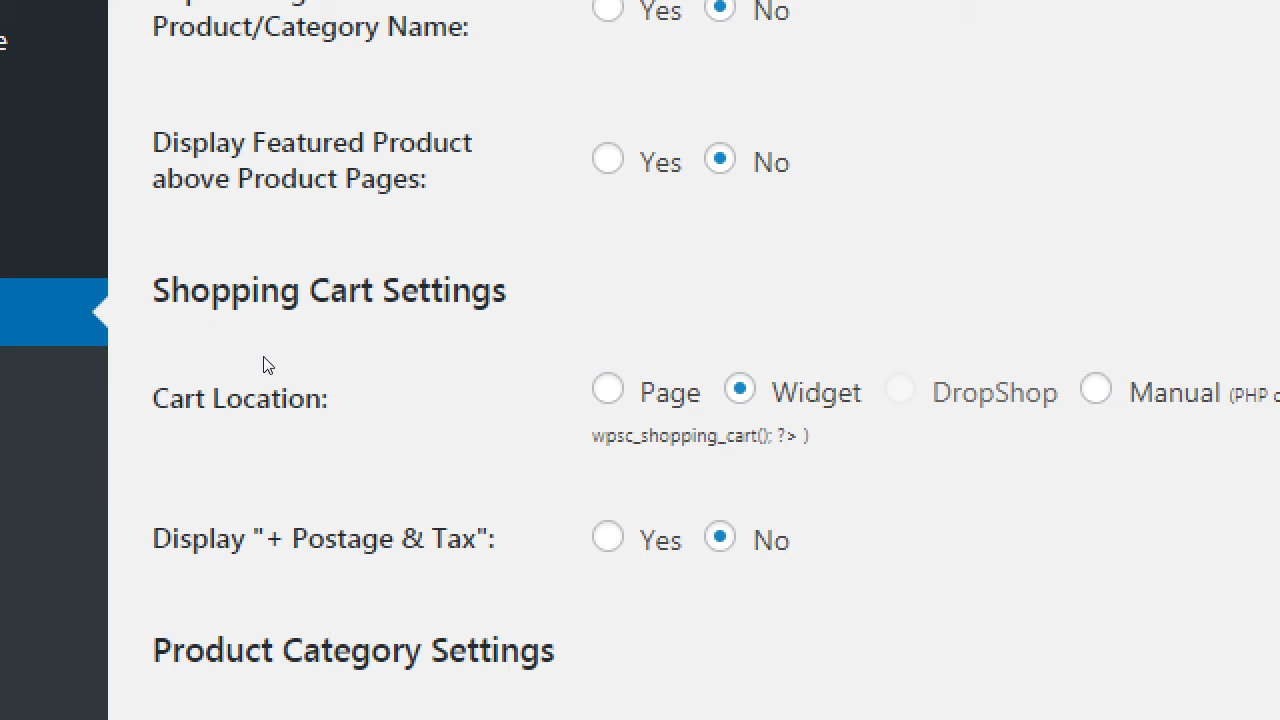 Yes No
Product/Category Name:
Display Featured Product
above Product Pages:
Yes No
Shopping Cart Settings
Cart Location:
Page Widget DropShop Manual (PHP
wpsc_shopping_cart(); ?> )
Display "+ Postage & Tax":
Yes No
Product Category Settings